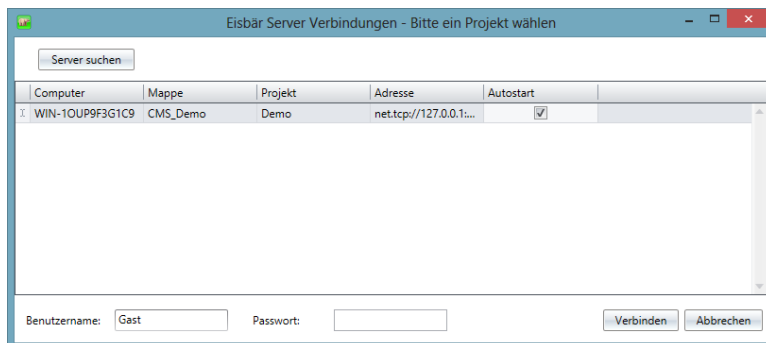 Eisbär Server Verbindungen - Bitte ein Projekt wählen
Server suchen
Computer Mappe Projekt Adresse Autostart
WIN-1OUP9F3G1C9 CMS_Demo Demo net.tcp://127.0.0.1:...
Benutzername: Gast Passwort: Verbinden Abbrechen